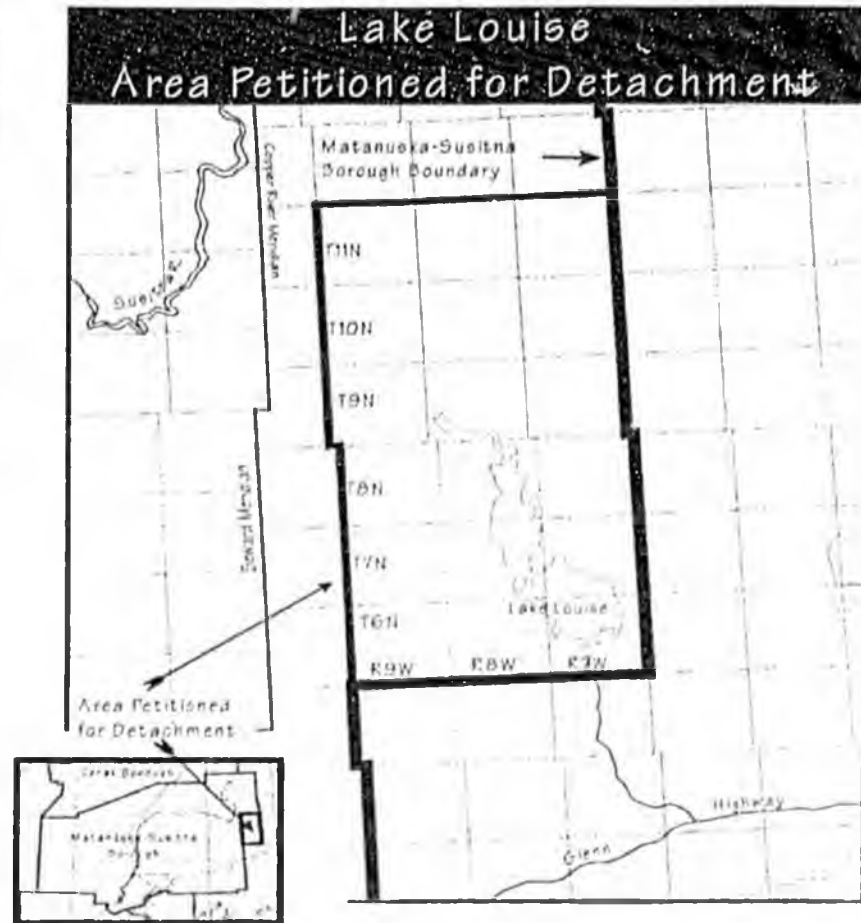 Lake Louise
Area Petitioned for Detachment
Matanuska-Susitna
Borough Boundary
Copper River Meridian
Susitna R.
T11N
T10N
T9N
Seward Meridian
T8N
T7N
T6N
Lake Louise
R9W R8W R7W
Area Petitioned
for Detachment
Borough
Matanuska-Susitna
Borough
Glenn Highway